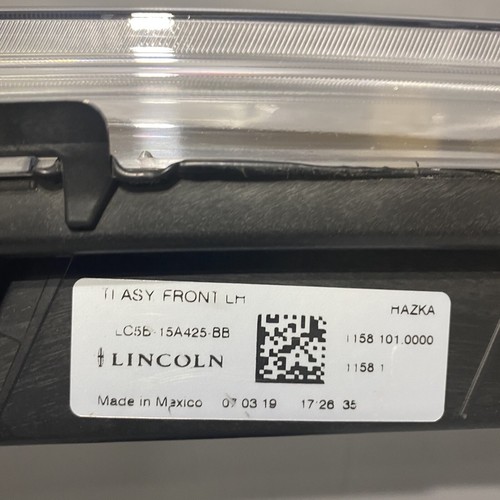 TI ASY FRONT LH
HAZKA
LC5B-15A425-BB
1158 101.0000
LINCOLN
1158 1
Made in Mexico 07 03 19 17:26 35